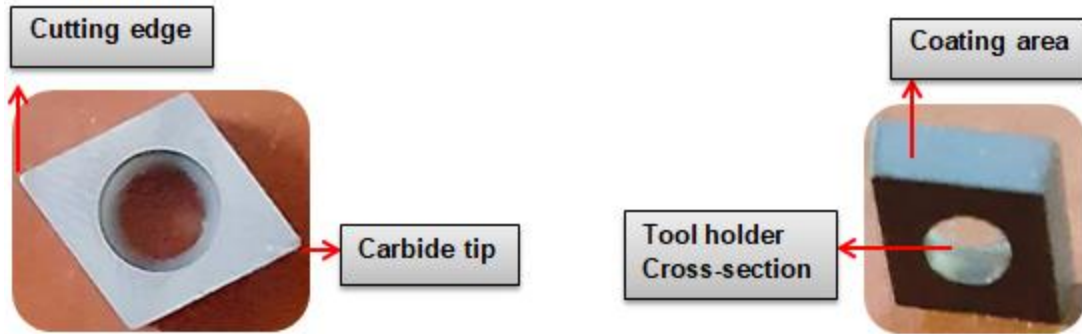 Cutting edge
Coating area
Carbide tip
Tool holder
Cross-section